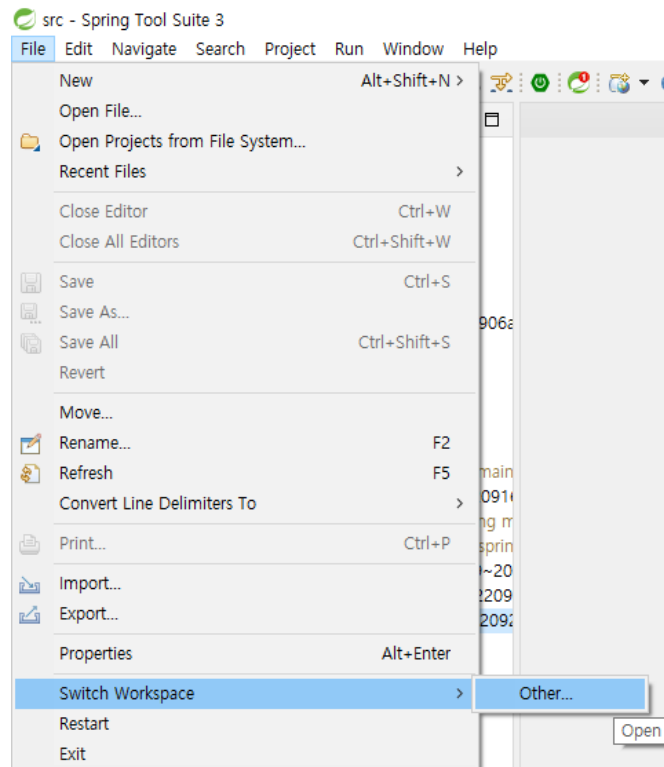 src - Spring Tool Suite 3
File Edit Navigate Search Project Run Window Help
New Alt+Shift+N >
Open File...
Open Projects from File System...
Recent Files >
Close Editor Ctrl+W
Close All Editors Ctrl+Shift+W
Save Ctrl+S
Save As...
Save All Ctrl+Shift+S
Revert
Move...
Rename... F2
Refresh F5
Convert Line Delimiters To >
Print... Ctrl+P
Import...
Export...
Properties Alt+Enter
Switch Workspace > Other...
Restart
Open
Exit